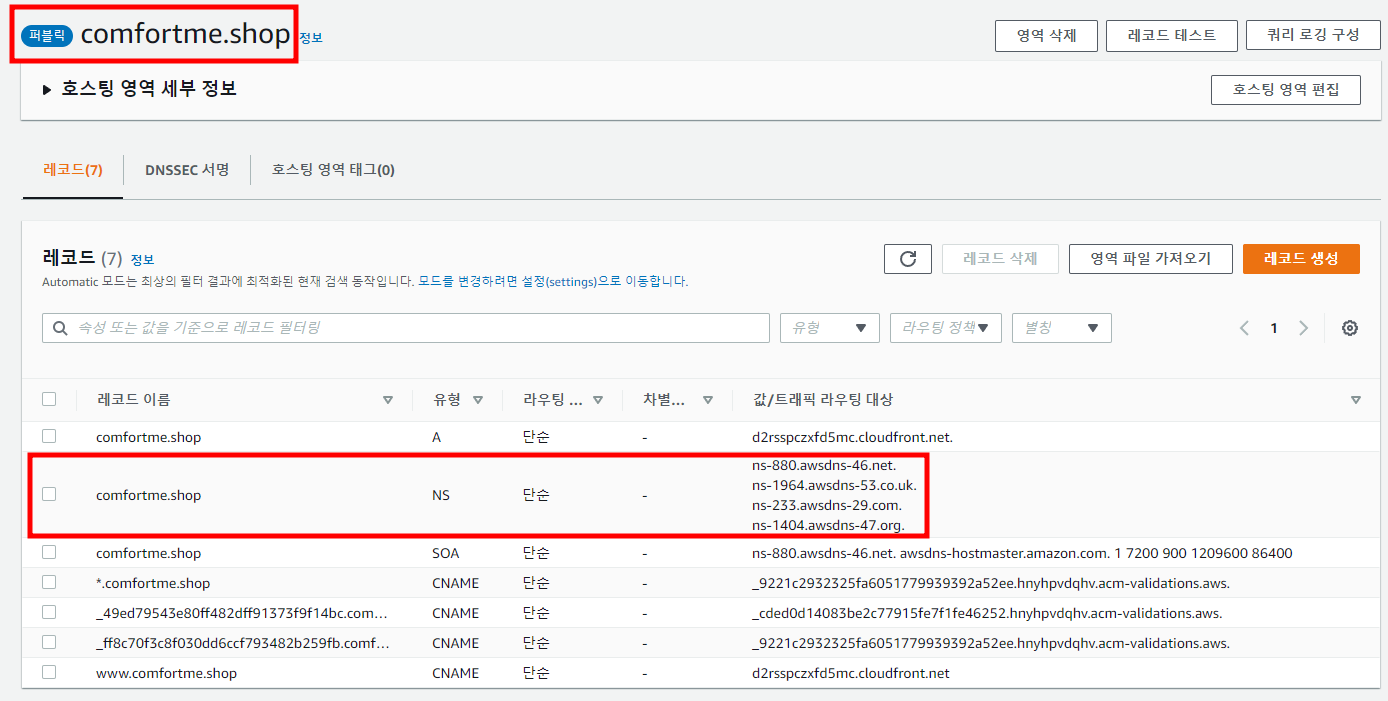 퍼블릭 comfortme.shop 정보
영역 삭제
레코드 테스트
쿼리 로깅 구성
호스팅 영역 세부 정보
호스팅 영역 편집
레코드(7)
DNSSEC 서명
호스팅 영역 태그(0)
레코드 (7) 정보
Automatic 모드는 최상의 필터 결과에 최적화된 현재 검색 동작입니다. 모드를 변경하려면 설정(settings)으로 이동합니다.
레코드 삭제
영역 파일 가져오기
레코드 생성
속성 또는 값을 기준으로 레코드 필터링
유형
라우팅 정책
별칭
1
레코드 이름 유형 라우팅 ... 차별... 값/트래픽 라우팅 대상
comfortme.shop A 단순 - d2rsspczxfd5mc.cloudfront.net.
comfortme.shop NS 단순 - ns-880.awsdns-46.net.
ns-1964.awsdns-53.co.uk.
ns-233.awsdns-29.com.
ns-1404.awsdns-47.org.
comfortme.shop SOA 단순 - ns-880.awsdns-46.net. awsdns-hostmaster.amazon.com. 1 7200 900 1209600 86400
*.comfortme.shop CNAME 단순 - _9221c2932325fa6051779939392a52ee.hnyhpvdqhv.acm-validations.aws.
_49ed79543e80ff482dff91373f9f14bc.com... CNAME 단순 - _cded0d14083be2c77915fe7f1fe46252.hnyhpvdqhv.acm-validations.aws.
_ff8c70f3c8f030dd6ccf793482b259fb.comf... CNAME 단순 - _9221c2932325fa6051779939392a52ee.hnyhpvdqhv.acm-validations.aws.
www.comfortme.shop CNAME 단순 - d2rsspczxfd5mc.cloudfront.net